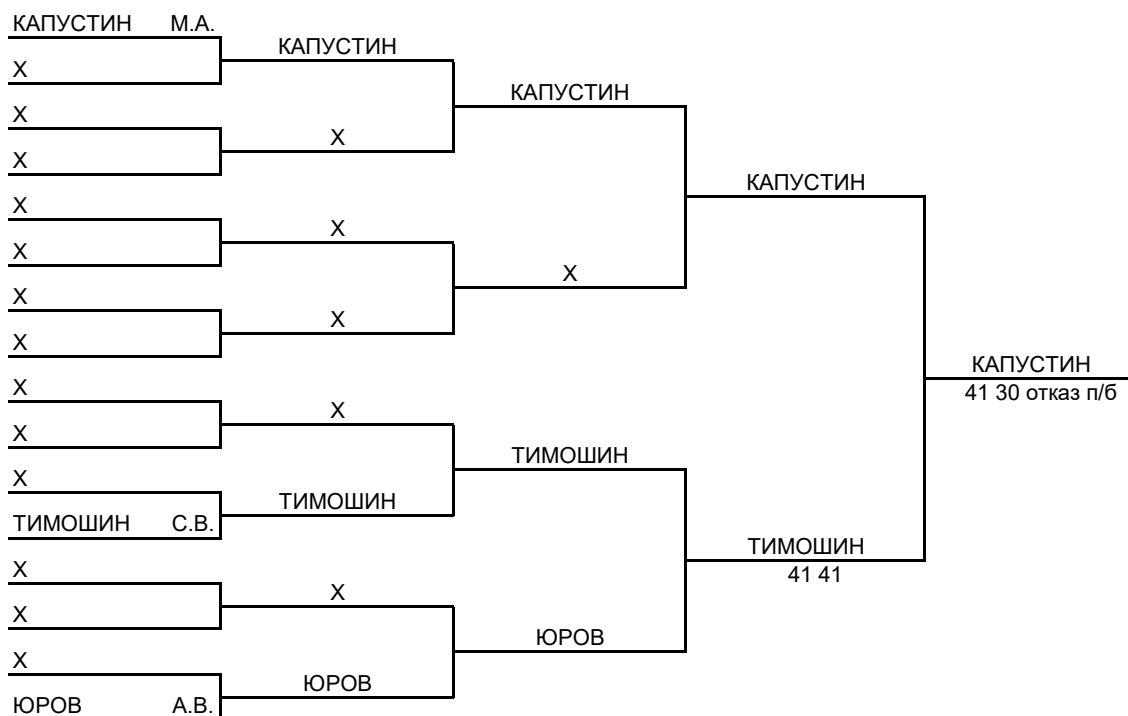 КАПУСТИН М.А.
X
X
X
X
X
X
X
X
X
X
ТИМОШИН С.В.
X
X
X
ЮРОВ А.В.
КАПУСТИН
X
X
X
X
ТИМОШИН
X
ЮРОВ
КАПУСТИН
X
ТИМОШИН
ЮРОВ
КАПУСТИН
ТИМОШИН
41 41
КАПУСТИН
41 30 отказ п/б